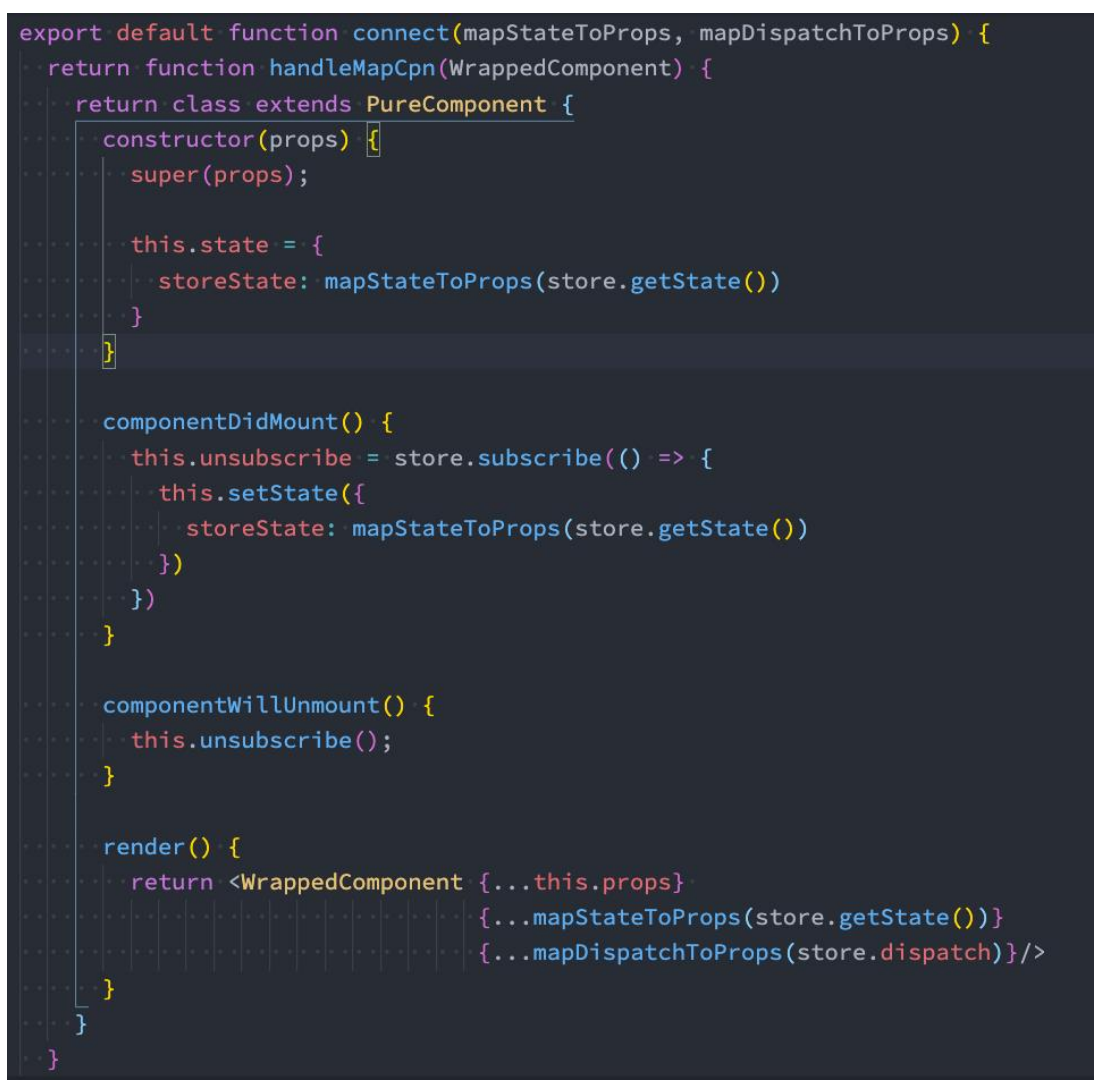 export default function connect(mapStateToProps, mapDispatchToProps) {
  return function handleMapCpn(WrappedComponent) {
    return class extends PureComponent {
      constructor(props) {
        super(props);

        this.state = {
          storeState: mapStateToProps(store.getState())
        }
      }

      componentDidMount() {
        this.unsubscribe = store.subscribe(() => {
          this.setState({
            storeState: mapStateToProps(store.getState())
          })
        })
      }

      componentWillUnmount() {
        this.unsubscribe();
      }

      render() {
        return <WrappedComponent {...this.props}
                                 {...mapStateToProps(store.getState())}
                                 {...mapDispatchToProps(store.dispatch)}/>
      }
    }
  }